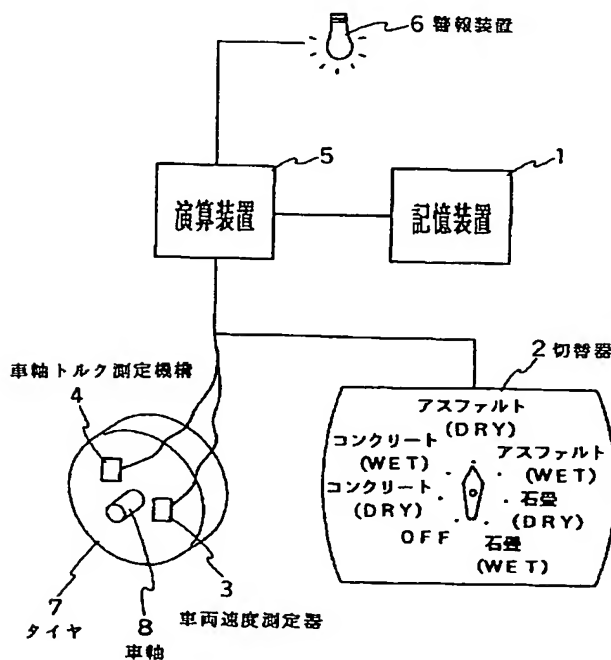 6 警報装置
5
1
演算装置
記憶装置
車軸トルク測定機構
4
2 切替器
アスファルト
(DRY)
コンクリート
(WET)
アスファルト
(WET)
コンクリート
(DRY)
石畳
(DRY)
OFF
石畳
(WET)
7
タイヤ
8
車軸
3
車両速度測定器